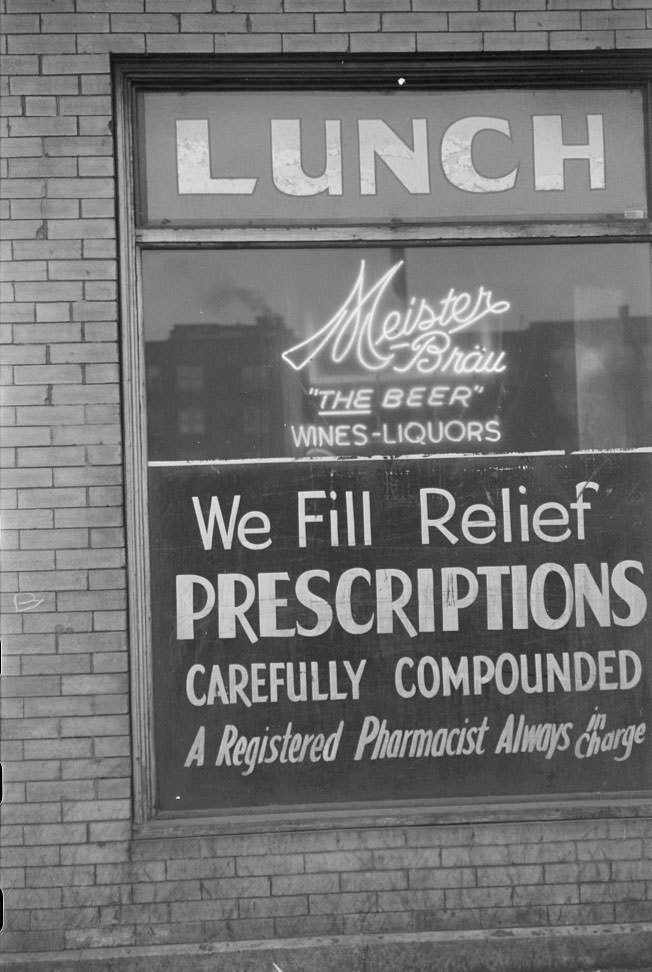 LUNCH
Meister-
Bräu
"THE BEER"
WINES-LIQUORS
We Fill Relief
PRESCRIPTIONS
CAREFULLY COMPOUNDED
A Registered Pharmacist Always in Charge